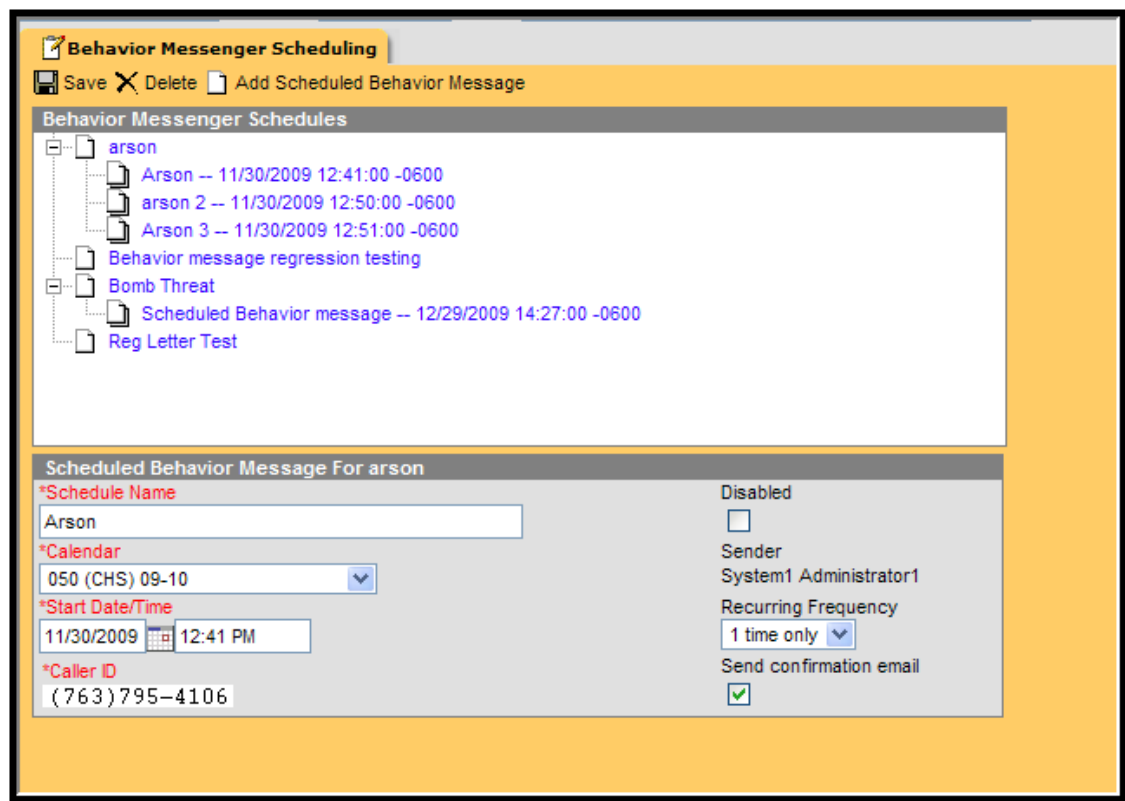 Behavior Messenger Scheduling
Save Delete Add Scheduled Behavior Message
Behavior Messenger Schedules
arson
Arson -- 11/30/2009 12:41:00 -0600
arson 2 -- 11/30/2009 12:50:00 -0600
Arson 3 -- 11/30/2009 12:51:00 -0600
Behavior message regression testing
Bomb Threat
Scheduled Behavior message -- 12/29/2009 14:27:00 -0600
Reg Letter Test
Scheduled Behavior Message For arson
*Schedule Name
Arson
Disabled
*Calendar
050 (CHS) 09-10
Sender
System1 Administrator1
*Start Date/Time
11/30/2009 12:41 PM
Recurring Frequency
1 time only
*Caller ID
(763)795-4106
Send confirmation email